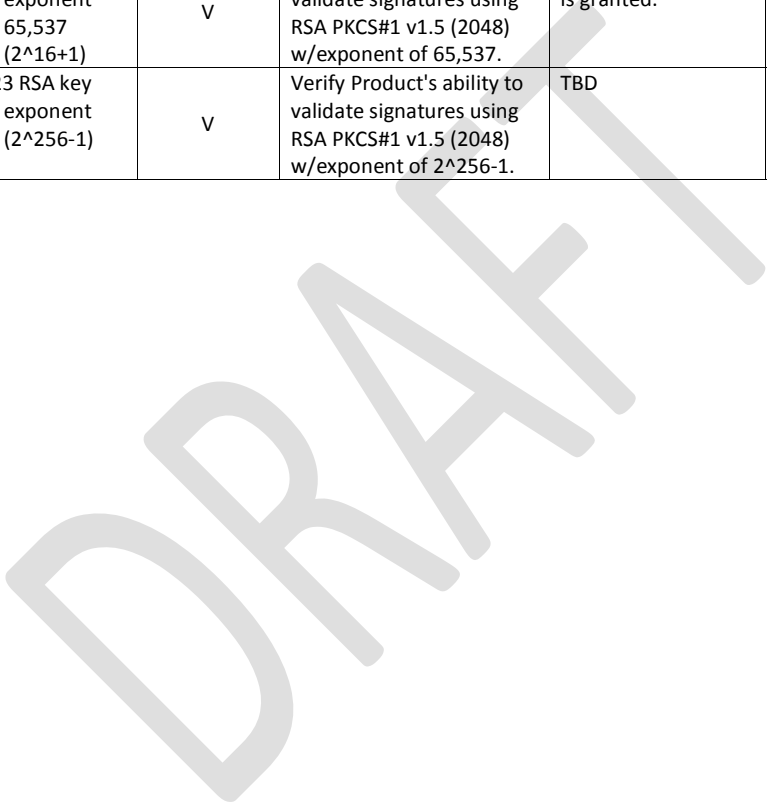 exponent
65,537
(2^16+1)
V
validate signatures using
RSA PKCS#1 v1.5 (2048)
w/exponent of 65,537.
is granted.
3 RSA key
exponent
(2^256-1)
V
Verify Product's ability to
validate signatures using
RSA PKCS#1 v1.5 (2048)
w/exponent of 2^256-1.
TBD
DRAFT